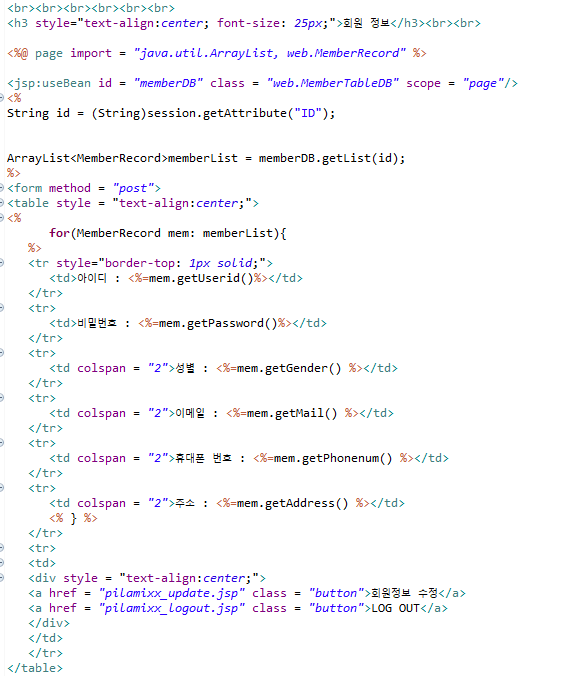 <br><br><br><br><br><br>
<h3 style="text-align:center; font-size: 25px;">회원 정보</h3><br><br>
<%@ page import = "java.util.ArrayList, web.MemberRecord" %>
<jsp:useBean id = "memberDB" class = "web.MemberTableDB" scope = "page"/>
<%
String id = (String)session.getAttribute("ID");
ArrayList<MemberRecord>memberList = memberDB.getList(id);
%>
<form method = "post">
<table style = "text-align:center;">
<%
for(MemberRecord mem: memberList){
%>
<tr style="border-top: 1px solid;">
<td>아이디 : <%=mem.getUserid()%></td>
</tr>
<tr>
<td>비밀번호 : <%=mem.getPassword()%></td>
</tr>
<tr>
<td colspan = "2">성별 : <%=mem.getGender() %></td>
</tr>
<tr>
<td colspan = "2">이메일 : <%=mem.getMail() %></td>
</tr>
<tr>
<td colspan = "2">휴대폰 번호 : <%=mem.getPhonenum() %></td>
</tr>
<tr>
<td colspan = "2">주소 : <%=mem.getAddress() %></td>
<% } %>
</tr>
<tr>
<td>
<div style = "text-align:center;">
<a href = "pilamixx_update.jsp" class = "button">회원정보 수정</a>
<a href = "pilamixx_logout.jsp" class = "button">LOG OUT</a>
</div>
</td>
</tr>
</table>